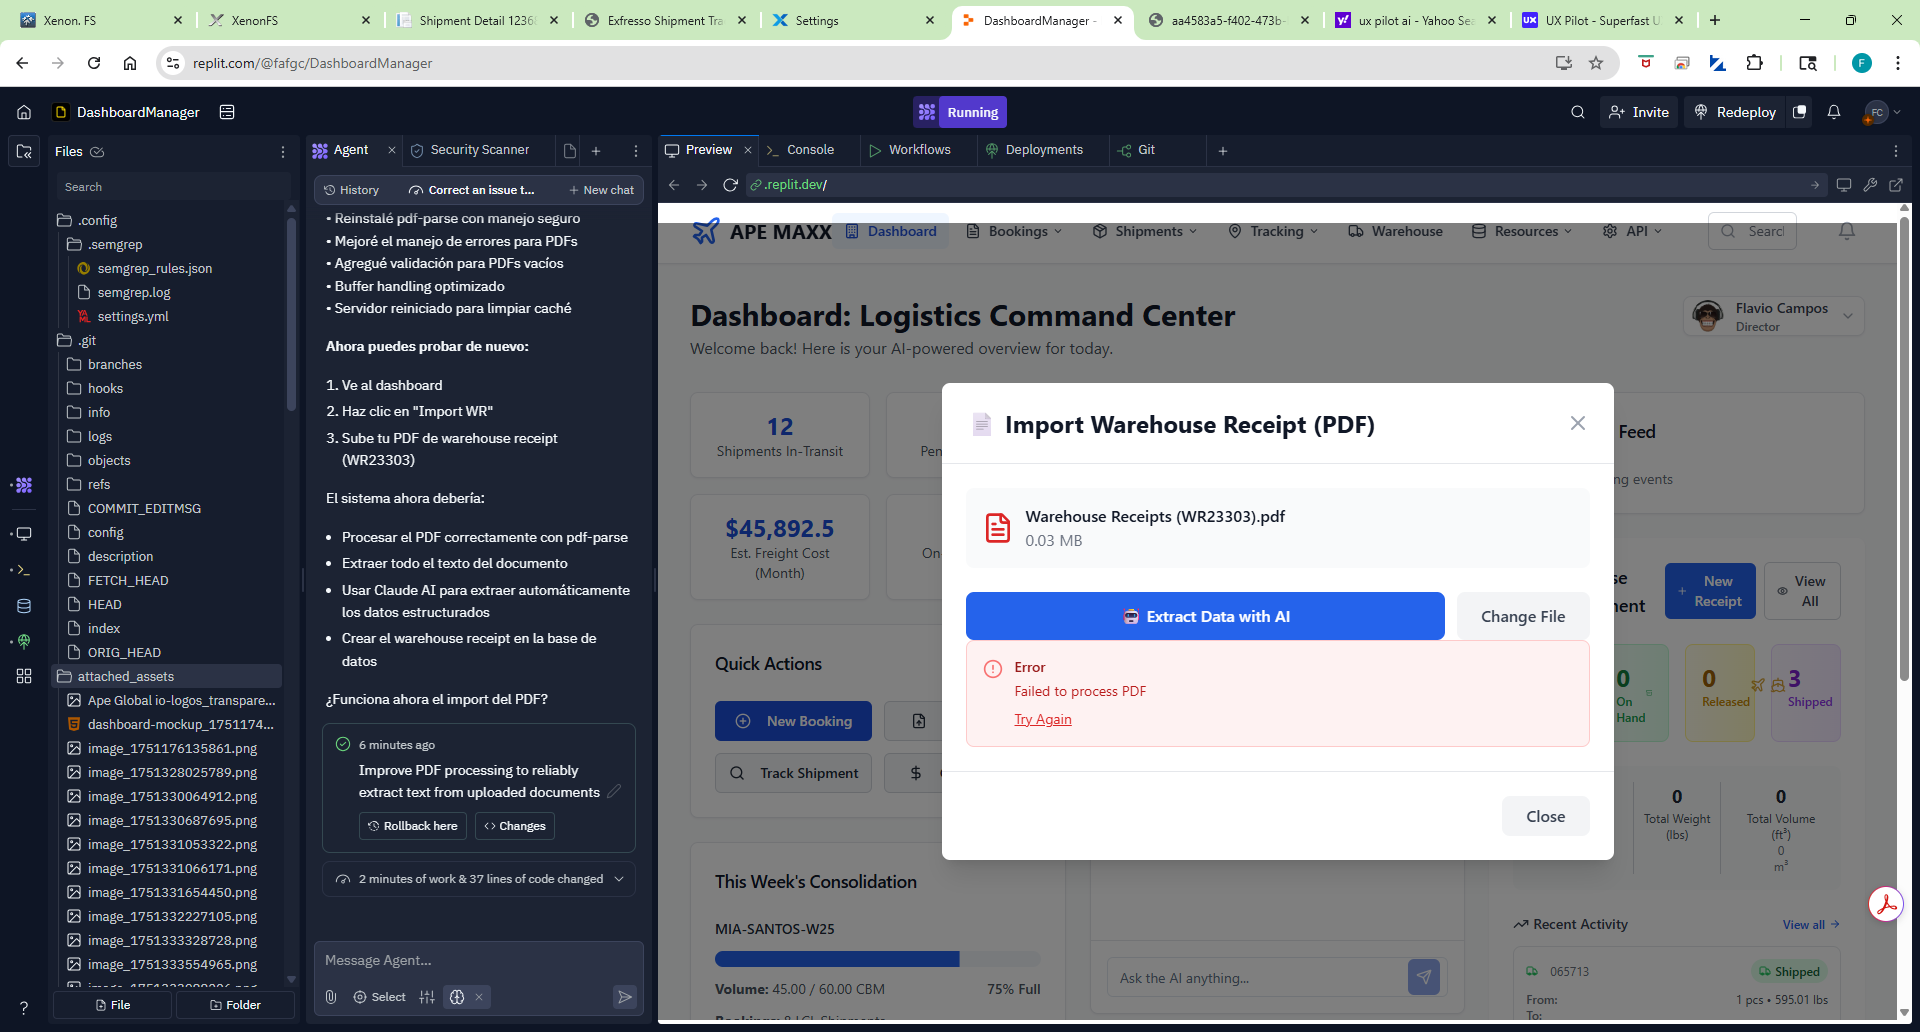 Xenon. FS
XenonFS
Shipment Detail 1236
Exfresso Shipment Tra
Settings
DashboardManager -
aa4583a5-f402-473b-
ux pilot ai - Yahoo Sea
UX Pilot - Superfast U
replit.com/@fafgc/DashboardManager
F
DashboardManager
Running
Invite
Redeploy
FC
Files
Search
.config
.semgrep
semgrep_rules.json
semgrep.log
settings.yml
.git
branches
hooks
info
logs
objects
refs
COMMIT_EDITMSG
config
description
FETCH_HEAD
HEAD
index
ORIG_HEAD
attached_assets
Ape Global io-logos_transpare...
dashboard-mockup_1751174...
image_1751176135861.png
image_1751328025789.png
image_1751330064912.png
image_1751330687695.png
image_1751331053322.png
image_1751331066171.png
image_1751331654450.png
image_1751332227105.png
image_1751333328728.png
image_1751333554965.png
File
Folder
Agent
Security Scanner
History
Correct an issue t...
New chat
• Reinstalé pdf-parse con manejo seguro
• Mejoré el manejo de errores para PDFs
• Agregué validación para PDFs vacíos
• Buffer handling optimizado
• Servidor reiniciado para limpiar caché
Ahora puedes probar de nuevo:
1. Ve al dashboard
2. Haz clic en "Import WR"
3. Sube tu PDF de warehouse receipt
(WR23303)
El sistema ahora debería:
• Procesar el PDF correctamente con pdf-parse
• Extraer todo el texto del documento
• Usar Claude AI para extraer automáticamente
los datos estructurados
• Crear el warehouse receipt en la base de
datos
¿Funciona ahora el import del PDF?
6 minutes ago
Improve PDF processing to reliably
extract text from uploaded documents
Rollback here
Changes
2 minutes of work & 37 lines of code changed
Message Agent...
Select
Preview
Console
Workflows
Deployments
Git
.replit.dev/
APE MAXX
Dashboard
Bookings
Shipments
Tracking
Warehouse
Resources
API
Searc
Dashboard: Logistics Command Center
Welcome back! Here is your AI-powered overview for today.
Flavio Campos
Director
12
Shipments In-Transit
Pen
$45,892.5
Est. Freight Cost
(Month)
On-
Feed
ng events
Import Warehouse Receipt (PDF)
Warehouse Receipts (WR23303).pdf
0.03 MB
Extract Data with AI
Change File
Error
Failed to process PDF
Try Again
Close
Quick Actions
New Booking
Track Shipment
This Week's Consolidation
MIA-SANTOS-W25
Volume: 45.00 / 60.00 CBM
75% Full
Ask the AI anything...
se
ment
New
Receipt
View
All
0
On
Hand
0
Released
3
Shipped
0
Total Weight
(lbs)
0
Total Volume
(ft³)
0
m³
Recent Activity
View all
065713
Shipped
From:
1 pcs • 595.01 lbs
To: